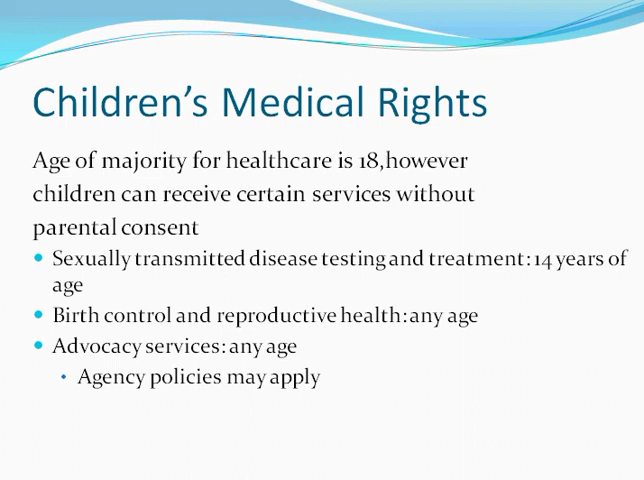 Children's Medical Rights
Age of majority for healthcare is 18,however
children can receive certain services without
parental consent
• Sexually transmitted disease testing and treatment: 14 years of
age
• Birth control and reproductive health: any age
• Advocacy services: any age
• Agency policies may apply